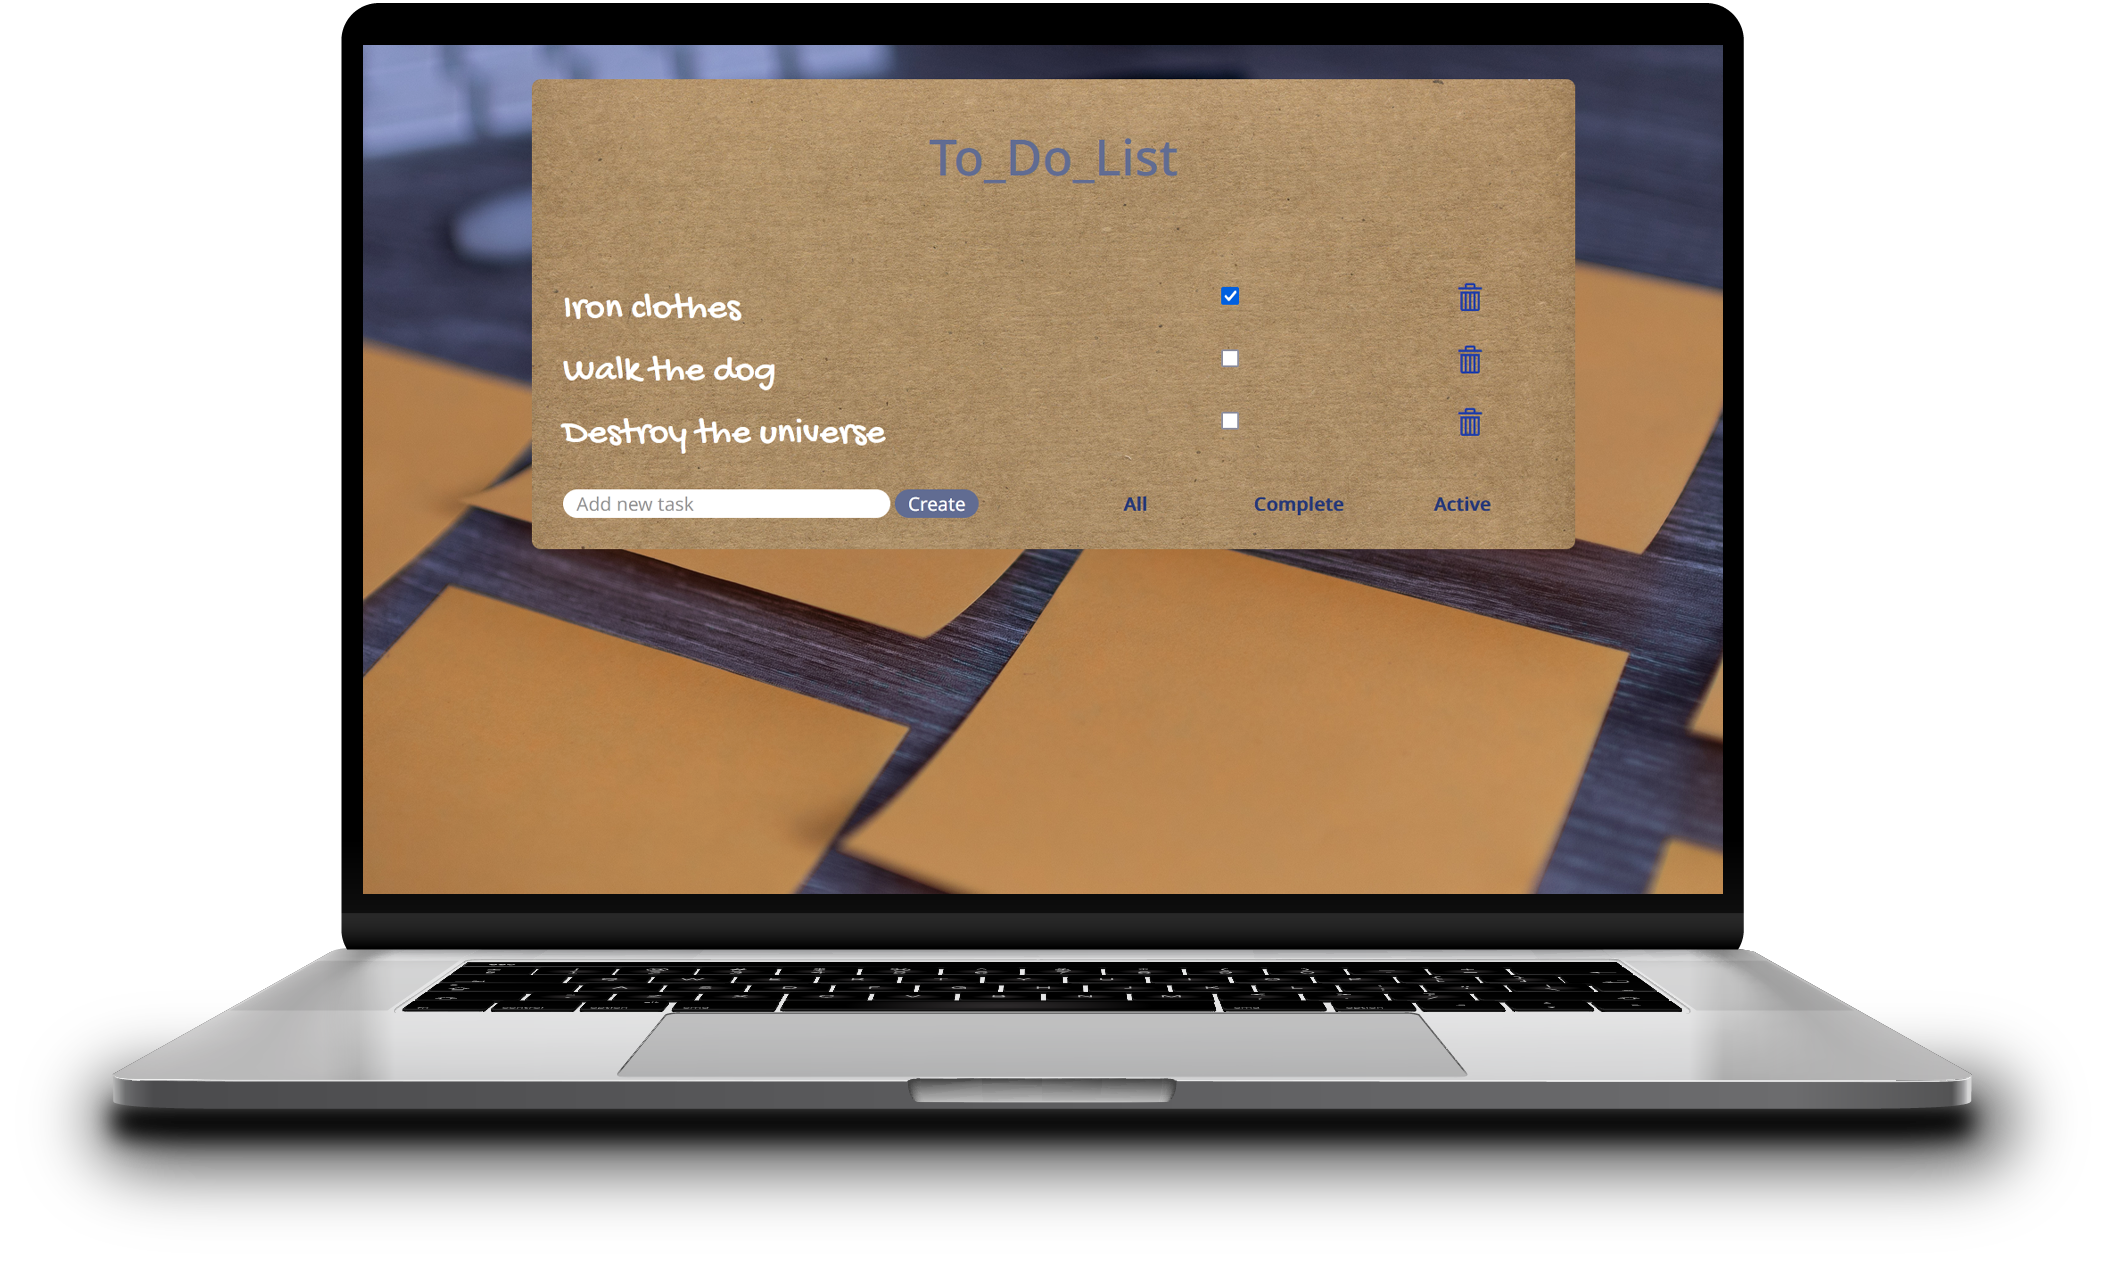 To_Do_List
Iron clothes
Walk the dog
Destroy the universe
Add new task Create All Complete Active